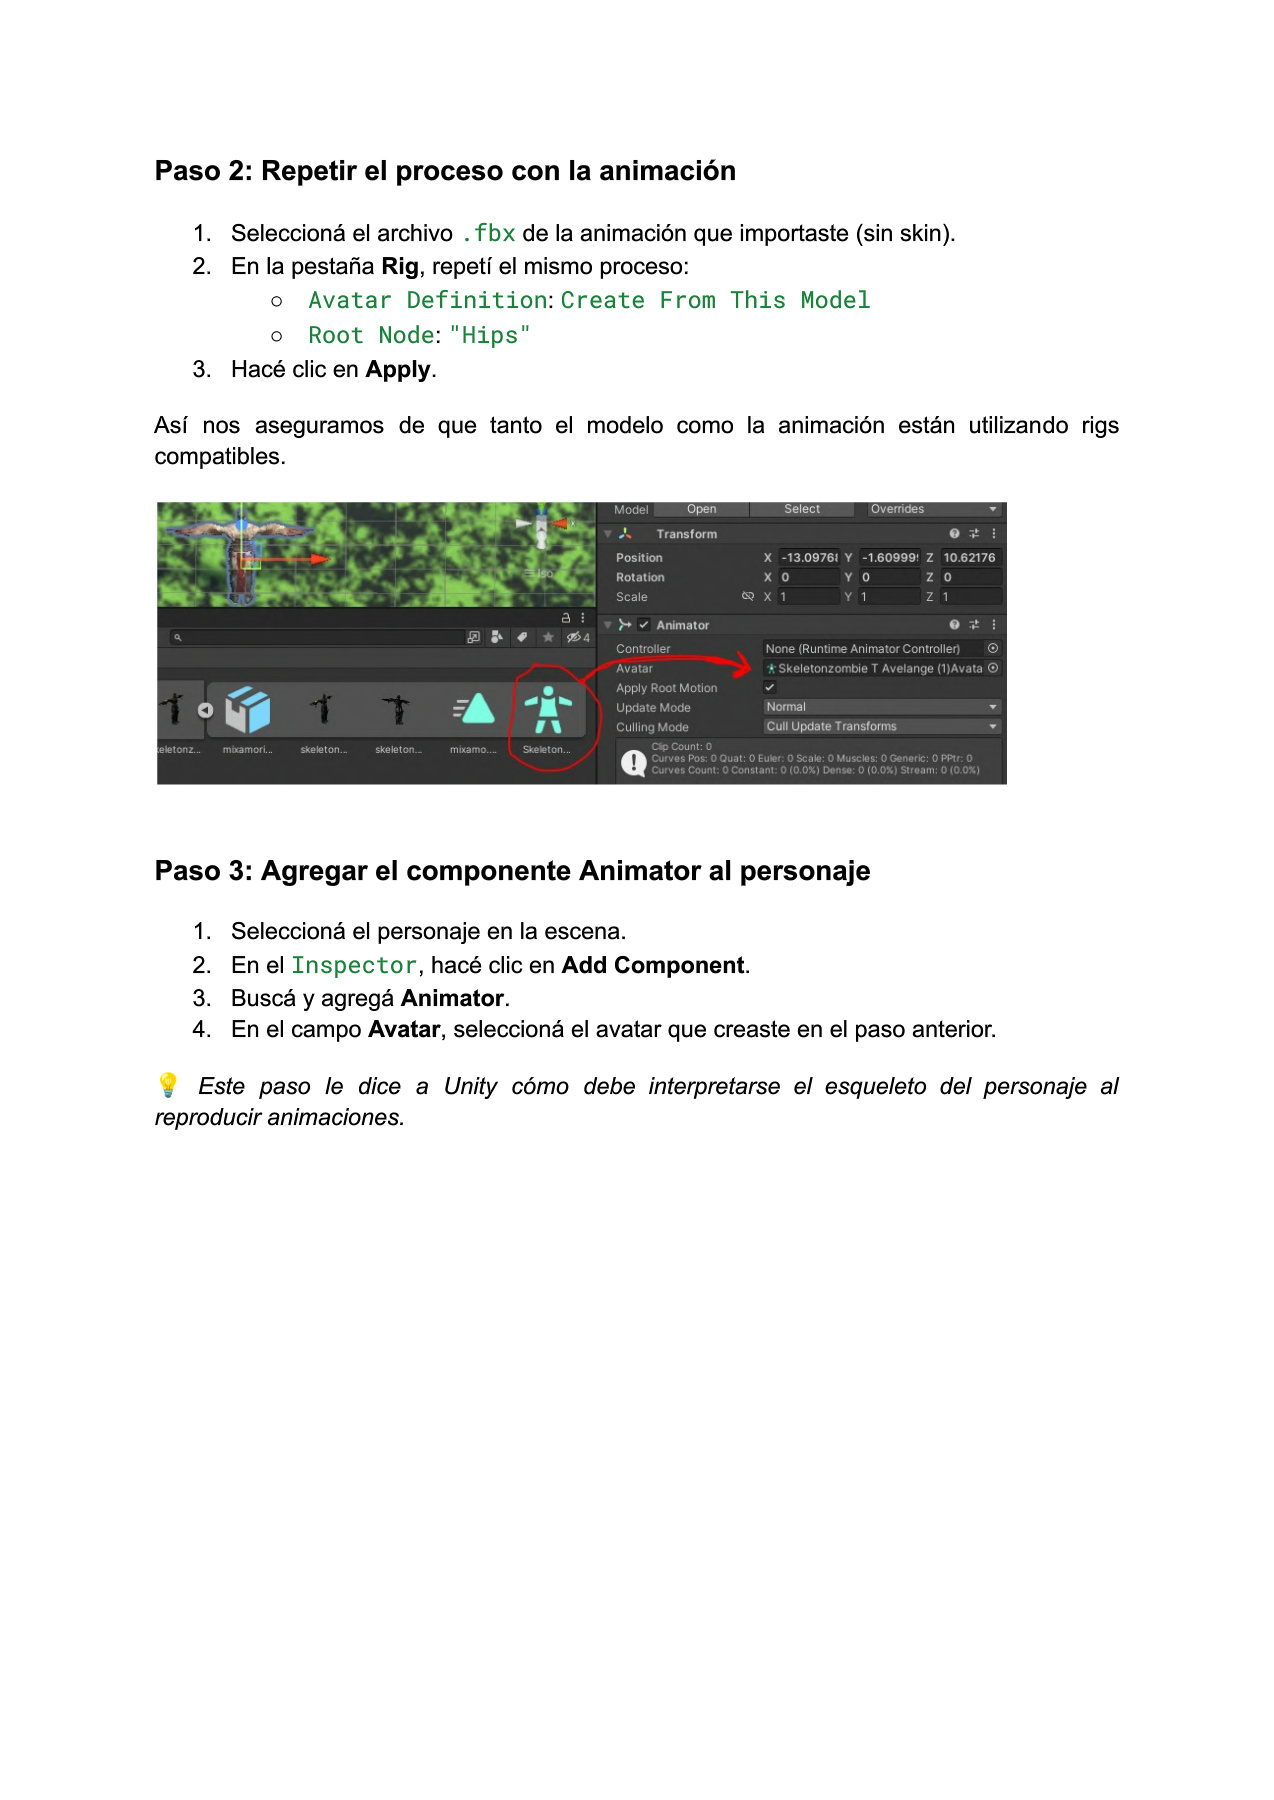 Paso 2: Repetir el proceso con la animación
1. Seleccioná el archivo .fbx de la animación que importaste (sin skin).
2. En la pestaña Rig, repetí el mismo proceso:
○ Avatar Definition: Create From This Model
○ Root Node: "Hips"
3. Hacé clic en Apply.
Así nos aseguramos de que tanto el modelo como la animación están utilizando rigs
compatibles.
Iso
4
eletonz...
mixamori...
skeleton...
skeleton...
mixamo....
Skeleton...
Model Open Select Overrides
Transform
Position X -13.0976 Y -1.60999 Z 10.62176
Rotation X 0 Y 0 Z 0
Scale X 1 Y 1 Z 1
Animator
Controller None (Runtime Animator Controller)
Avatar Skeletonzombie T Avelange (1)Avata
Apply Root Motion
Update Mode Normal
Culling Mode Cull Update Transforms
Clip Count: 0
Curves Pos: 0 Quat: 0 Euler: 0 Scale: 0 Muscles: 0 Generic: 0 PPtr: 0
Curves Count: 0 Constant: 0 (0.0%) Dense: 0 (0.0%) Stream: 0 (0.0%)
Paso 3: Agregar el componente Animator al personaje
1. Seleccioná el personaje en la escena.
2. En el Inspector, hacé clic en Add Component.
3. Buscá y agregá Animator.
4. En el campo Avatar, seleccioná el avatar que creaste en el paso anterior.
💡 Este paso le dice a Unity cómo debe interpretarse el esqueleto del personaje al
reproducir animaciones.